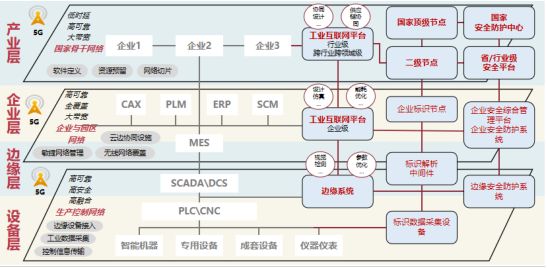 产业层
5G
低时延
高可靠
大带宽
国家骨干网络
软件定义
资源预留
网络切片
企业1
企业2
企业3
协同
设计
...
供应
链协
同
工业互联网平台
行业级
跨行业跨领域级
国家顶级节点
国家
安全防护中心
二级节点
省/行业级
安全平台
企业层
5G
高可靠
全覆盖
大带宽
企业与园区
网络
云边协同设施
敏捷网络管理
无线网络覆盖
CAX
PLM
ERP
SCM
MES
设计
仿真
...
能耗
优化
...
工业互联网平台
企业级
企业标识节点
企业安全综合管
理平台
企业安全防护系
统
边缘层
设备层
5G
高可靠
高安全
高融合
生产控制网络
边缘设备接入
工业数据采集
控制信息传输
SCADA\DCS
PLC\CNC
智能机器
专用设备
成套设备
仪器仪表
视觉
检测
...
参数
优化
...
边缘系统
标识解析
中间件
标识数据采集设
备
边缘安全防护系
统